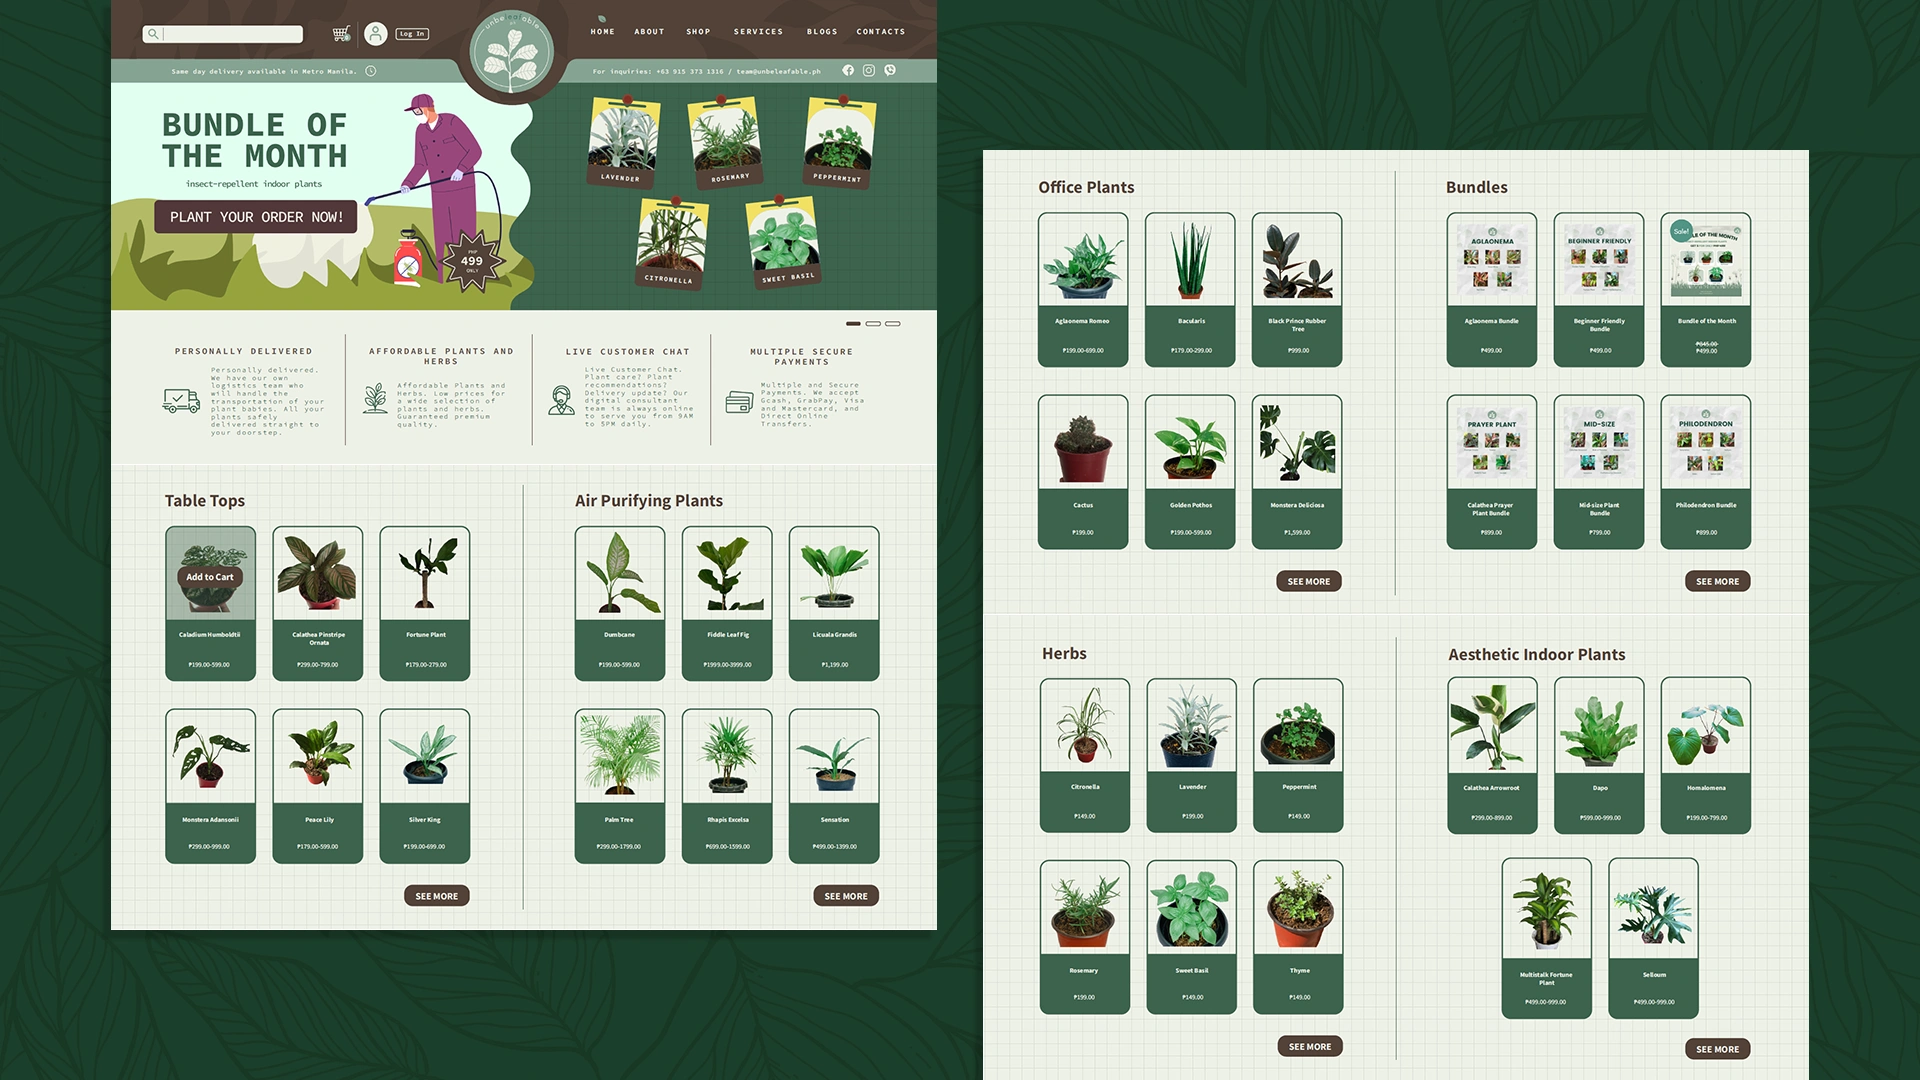 unbeleafable
Log In
HOME
ABOUT
SHOP
SERVICES
BLOGS
CONTACTS
Same day delivery available in Metro Manila.
For inquiries: +63 915 373 1316 / team@unbeleafable.ph
BUNDLE OF
THE MONTH
insect-repellent indoor plants
PLANT YOUR ORDER NOW!
PHP
499
ONLY
LAVENDER
ROSEMARY
PEPPERMINT
CITRONELLA
SWEET BASIL
PERSONALLY DELIVERED
Personally delivered.
We have our own
logistics team who
will handle the
transportation of your
plant babies. All your
plants safely
delivered straight to
your doorstep.
AFFORDABLE PLANTS AND
HERBS
Affordable Plants and
Herbs. Low prices for
a wide selection of
plants and herbs.
Guaranteed premium
quality.
LIVE CUSTOMER CHAT
Live Customer Chat.
Plant care? Plant
recommendations?
Delivery update? Our
digital consultant
team is always online
to serve you from 9AM
to 5PM daily.
MULTIPLE SECURE
PAYMENTS
Multiple and Secure
Payments. We accept
Gcash, GrabPay, Visa
and Mastercard, and
Direct Online
Transfers.
Table Tops
Add to Cart
Caladium Humboldtii
₱199.00-599.00
Calathea Pinstripe
Ornata
₱299.00-799.00
Fortune Plant
₱179.00-279.00
Monstera Adansonii
₱299.00-999.00
Peace Lily
₱179.00-599.00
Silver King
₱199.00-699.00
SEE MORE
Air Purifying Plants
Dumbcane
₱199.00-599.00
Fiddle Leaf Fig
₱1999.00-3999.00
Licuala Grandis
₱1,199.00
Palm Tree
₱299.00-1799.00
Rhapis Excelsa
₱699.00-1599.00
Sensation
₱499.00-1399.00
SEE MORE
Office Plants
Aglaonema Romeo
₱199.00-699.00
Bacularis
₱179.00-299.00
Black Prince Rubber
Tree
₱999.00
Cactus
₱199.00
Golden Pothos
₱199.00-599.00
Monstera Deliciosa
₱1,599.00
SEE MORE
Bundles
AGLAONEMA
Aglaonema Bundle
₱499.00
BEGINNER FRIENDLY
Beginner Friendly
Bundle
₱499.00
Sale!
LE OF THE MONTH
Bundle of the Month
₱845.00
₱499.00
PRAYER PLANT
Calathea Prayer
Plant Bundle
₱899.00
MID-SIZE
Mid-size Plant
Bundle
₱799.00
PHILODENDRON
Philodendron Bundle
₱899.00
SEE MORE
Herbs
Citronella
₱149.00
Lavender
₱199.00
Peppermint
₱149.00
Rosemary
₱199.00
Sweet Basil
₱149.00
Thyme
₱149.00
SEE MORE
Aesthetic Indoor Plants
Calathea Arrowroot
₱299.00-899.00
Dapo
₱599.00-999.00
Homalomena
₱199.00-799.00
Multistalk Fortune
Plant
₱499.00-999.00
Selloum
₱499.00-999.00
SEE MORE